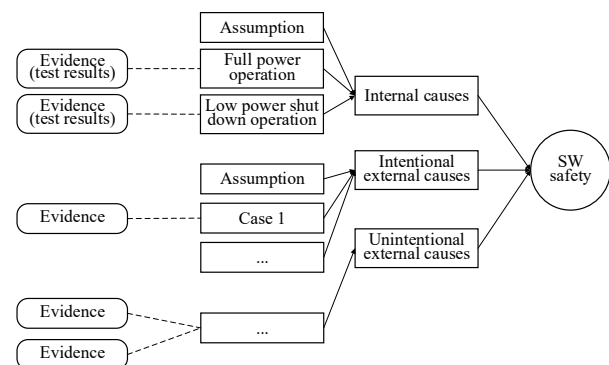 Assumption
Evidence
(test results)
Full power
operation
Evidence
(test results)
Low power shut
down operation
Internal causes
Assumption
Intentional
external causes
SW
safety
Evidence
Case 1
...
Unintentional
external causes
Evidence
...
Evidence